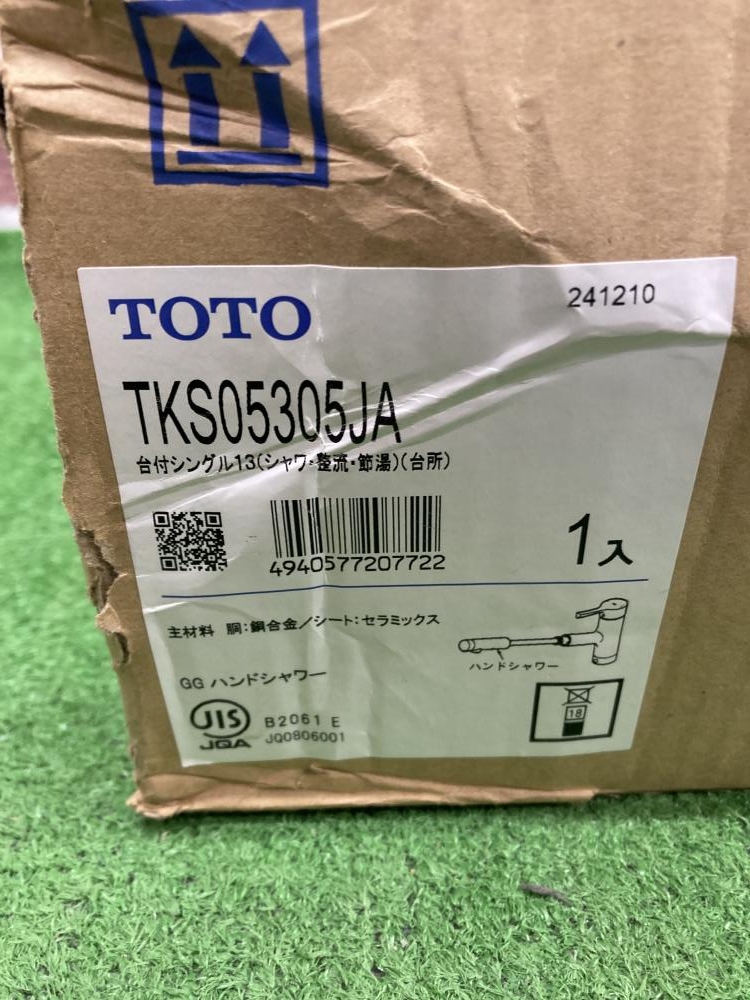 TOTO
241210
TKS05305JA
台付シングル13(シャワ・整流・節湯)(台所)
4940577207722
1入
主材料 胴:銅合金/シート:セラミックス
ハンドシャワー
GG ハンドシャワー
JIS
JQA
B2061 E
JQ0806001
18